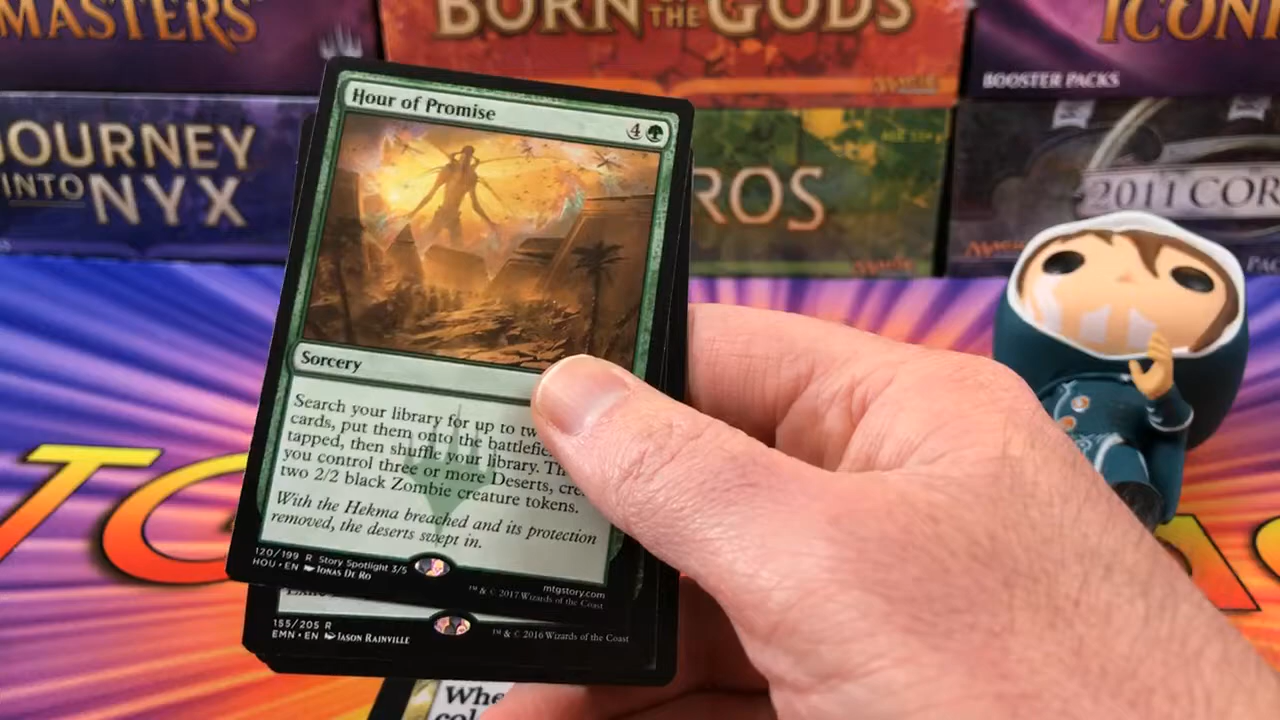 MASTERS
BORN OF THE GODS
ICONI
BOOSTER PACKS
JOURNEY
INTO NYX
ROS
2011 COR
PAC
Hour of Promise
4
Sorcery
Search your library for up to tw
cards, put them onto the battlefie
tapped, then shuffle your library. Th
you control three or more Deserts, cre
two 2/2 black Zombie creature tokens.
With the Hekma breached and its protection
removed, the deserts swept in.
120/199 R Story Spotlight 3/5
HOU • EN Jonas De Ro
mtgstory.com
™ & © 2017 Wizards of the Coast
155/205 R
EMN • EN Jason Rainville
™ & © 2016 Wizards of the Coast
Whe
col